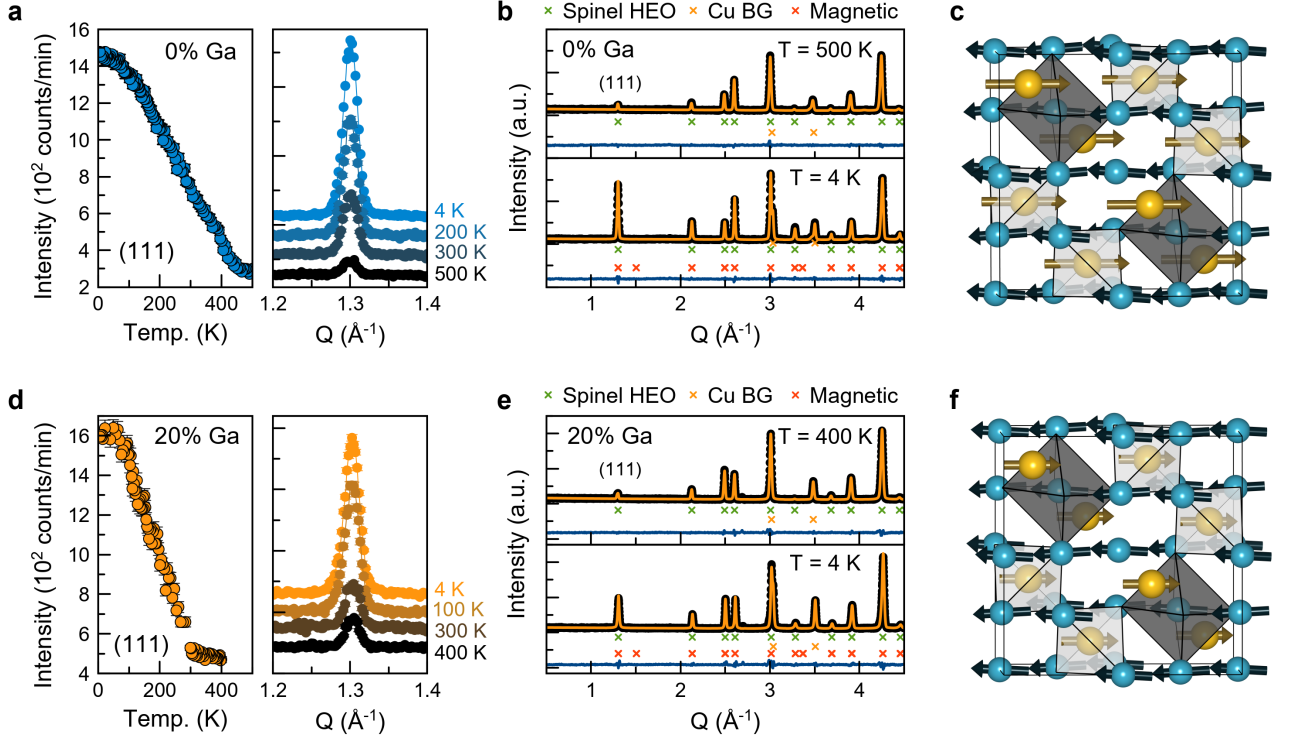 a
Intensity (10² counts/min)
16
14
12
10
8
6
4
2
0% Ga
(111)
0 200 400
Temp. (K)
4 K
200 K
300 K
500 K
1.2 1.3 1.4
Q (Å⁻¹)
b
× Spinel HEO × Cu BG × Magnetic
Intensity (a.u.)
0% Ga
T = 500 K
(111)
T = 4 K
1 2 3 4
Q (Å⁻¹)
c
d
Intensity (10² counts/min)
16
14
12
10
8
6
4
20% Ga
(111)
0 200 400
Temp. (K)
4 K
100 K
300 K
400 K
1.2 1.3 1.4
Q (Å⁻¹)
e
× Spinel HEO × Cu BG × Magnetic
Intensity (a.u.)
20% Ga
T = 400 K
(111)
T = 4 K
1 2 3 4
Q (Å⁻¹)
f